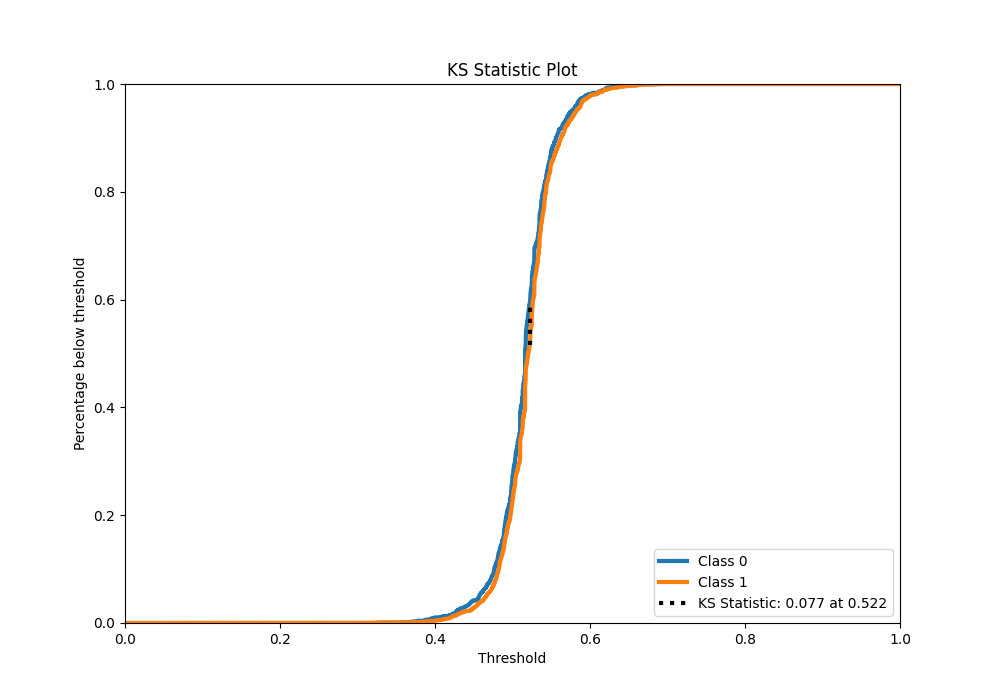 KS Statistic Plot
1.0
0.8
0.6
0.4
0.2
0.0
Percentage below threshold
0.0 0.2 0.4 0.6 0.8 1.0
Threshold
Class 0
Class 1
KS Statistic: 0.077 at 0.522